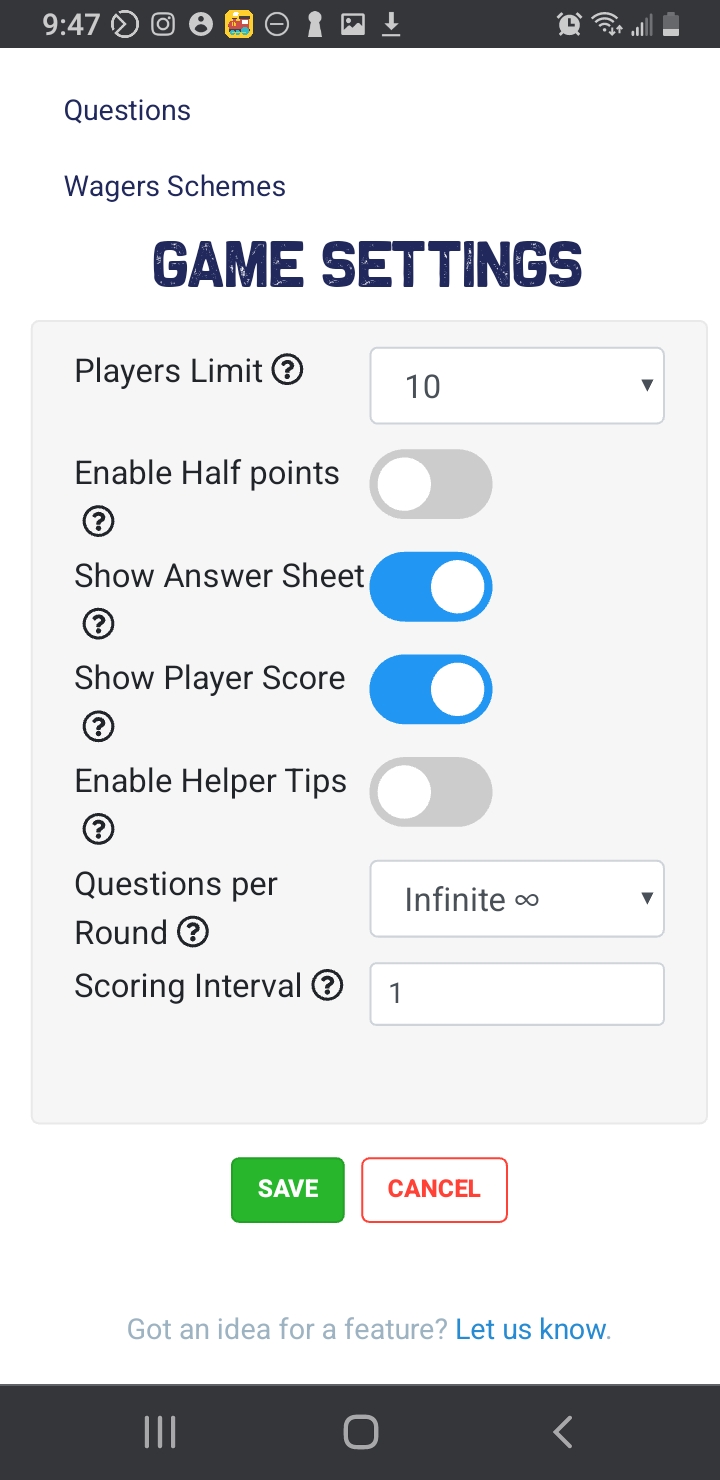 9:47
Questions
Wagers Schemes
GAME SETTINGS
Players Limit ?
10
Enable Half points
?
Show Answer Sheet
?
Show Player Score
?
Enable Helper Tips
?
Questions per
Round ?
Infinite ∞
Scoring Interval ?
1
SAVE
CANCEL
Got an idea for a feature? Let us know.